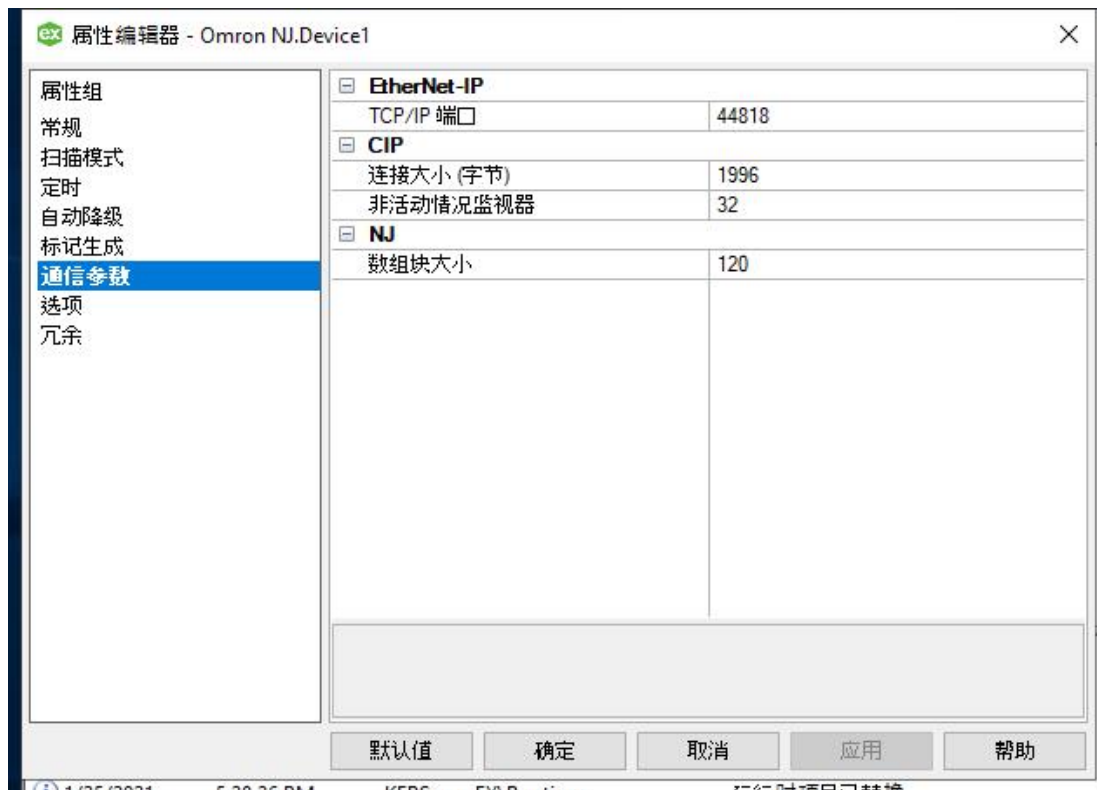 属性编辑器 - Omron NJ.Device1
属性组
常规
扫描模式
定时
自动降级
标记生成
通信参数
选项
冗余
EtherNet-IP
TCP/IP 端口 44818
CIP
连接大小 (字节) 1996
非活动情况监视器 32
NJ
数组块大小 120
默认值 确定 取消 应用 帮助